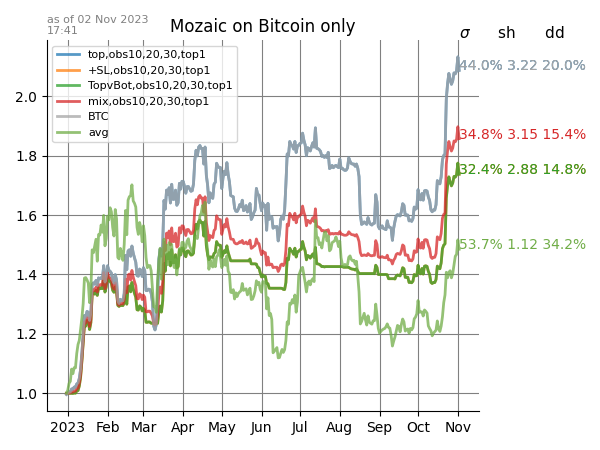 as of 02 Nov 2023
17:41
Mozaic on Bitcoin only
σ sh dd
top,obs10,20,30,top1
+SL,obs10,20,30,top1
TopvBot,obs10,20,30,top1
mix,obs10,20,30,top1
BTC
avg
44.0% 3.22 20.0%
34.8% 3.15 15.4%
32.4% 2.88 14.8%
53.7% 1.12 34.2%
2.0
1.8
1.6
1.4
1.2
1.0
2023 Feb Mar Apr May Jun Jul Aug Sep Oct Nov